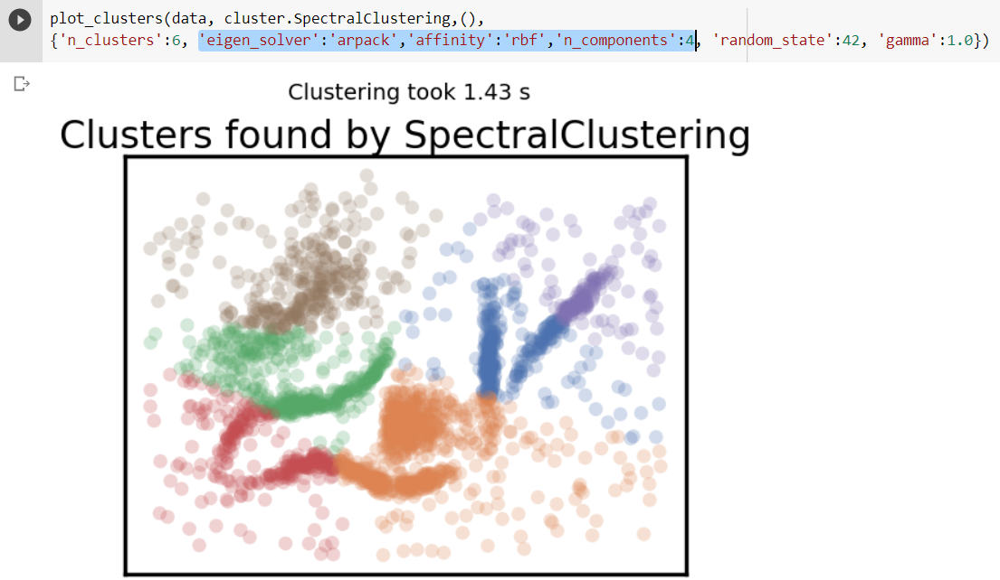 plot_clusters(data, cluster.SpectralClustering,(),
{'n_clusters':6, 'eigen_solver':'arpack','affinity':'rbf','n_components':4, 'random_state':42, 'gamma':1.0})
Clustering took 1.43 s
Clusters found by SpectralClustering